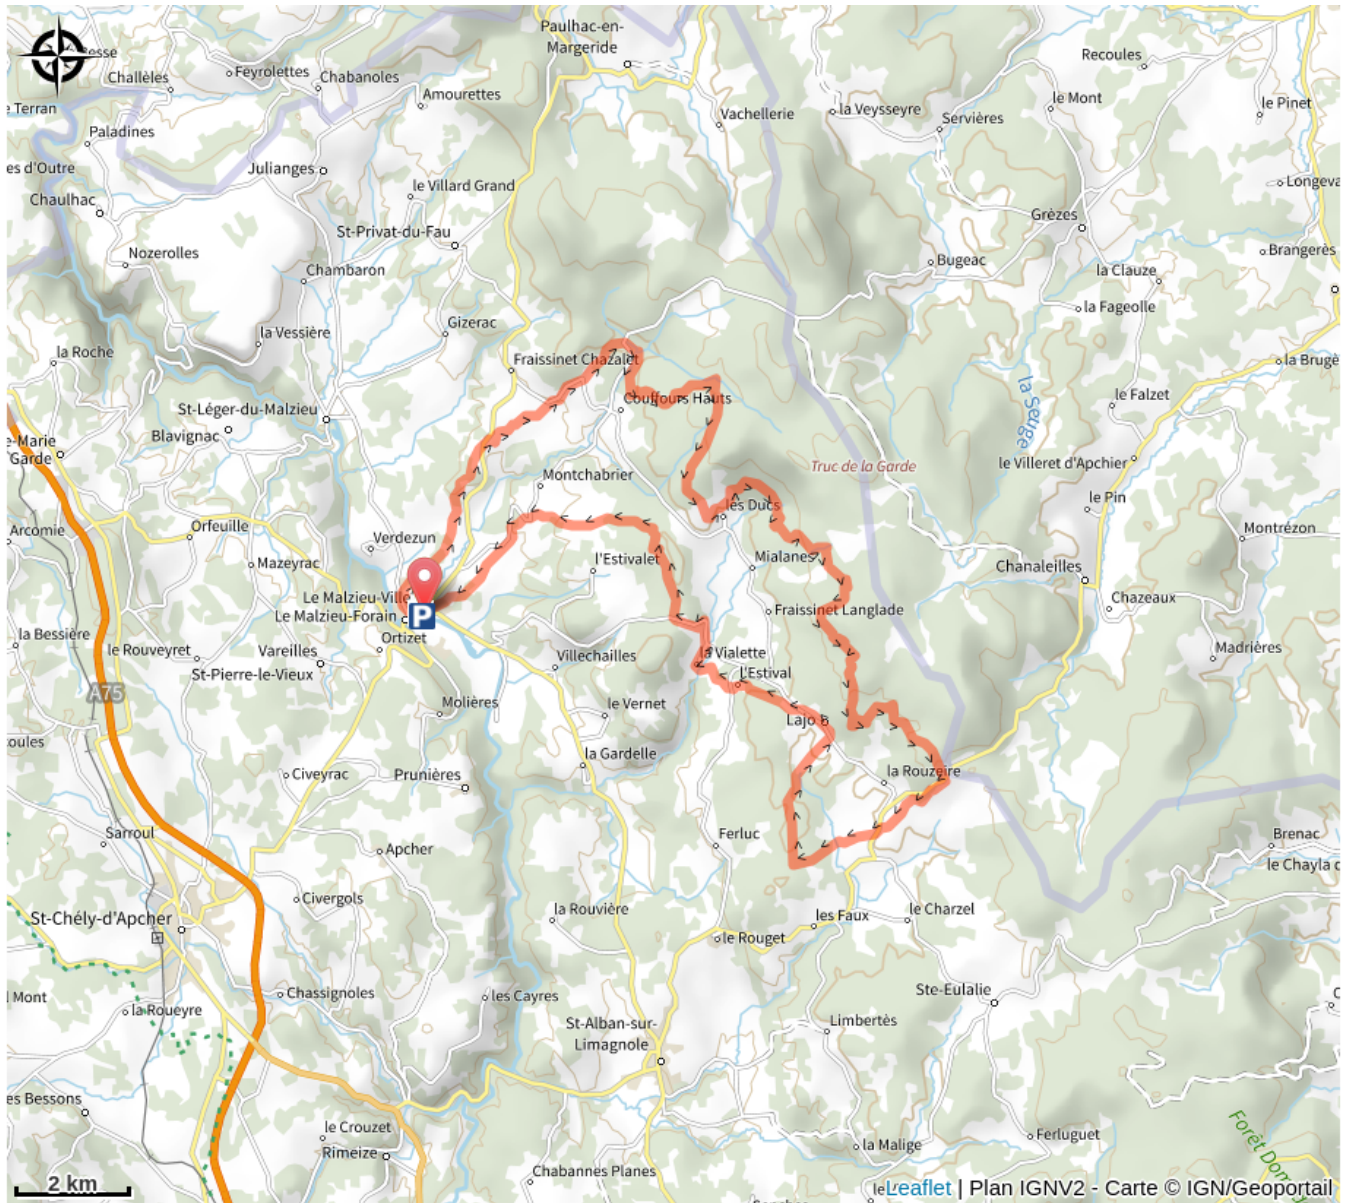 Paulhac-en-
Margeride
Besse
Recoules
Challèles
Feyrolettes
Chabanoles
Amourettes
le Mont
le Pinet
e Terran
Vachellerie
la Veysseyre
Servières
Paladines
es d'Outre
Julianges
le Villard Grand
Longeva
Chaulhac
Grèzes
St-Privat-du-Fau
Nozerolles
Brangerès
Chambaron
Bugeac
la Clauze
la Fageolle
Gizerac
la Vessière
la Roche
Fraissinet Chazalet
la Brugè
St-Léger-du-Malzieu
Couffours Hauts
le Falzet
la Seuge
Blavignac
e-Marie
Garde
Truc de la Garde
le Villeret d'Apchier
Montchabrier
le Pin
les Ducs
Arcomie
Orfeuille
Montrézon
Verdezun
Mazeyrac
l'Estivalet
Mialanes
Chanaleilles
Le Malzieu-Ville
Chazeaux
Le Malzieu-Forain
Fraissinet Langlade
la Bessière
Ortizet
le Rouveyret
Vareilles
Villechailles
la Vialette
Madrières
St-Pierre-le-Vieux
l'Estival
A75
Molières
le Vernet
Lajo
oules
la Gardelle
Civeyrac
Prunières
la Rouzeire
Sarroul
Ferluc
Brenac
Apcher
le Chayla d
Civergols
St-Chély-d'Apcher
la Rouvière
les Faux
le Charzel
le Rouget
l Mont
Chassignoles
les Cayres
Ste-Eulalie
la Roueyre
St-Alban-sur-
Limagnole
Limbertès
es Bessons
le Crouzet
Rimeize
Ferluguet
la Malige
Forêt Dom
Chabannes Planes
P
2 km
Leaflet | Plan IGNV2 - Carte © IGN/Geoportail